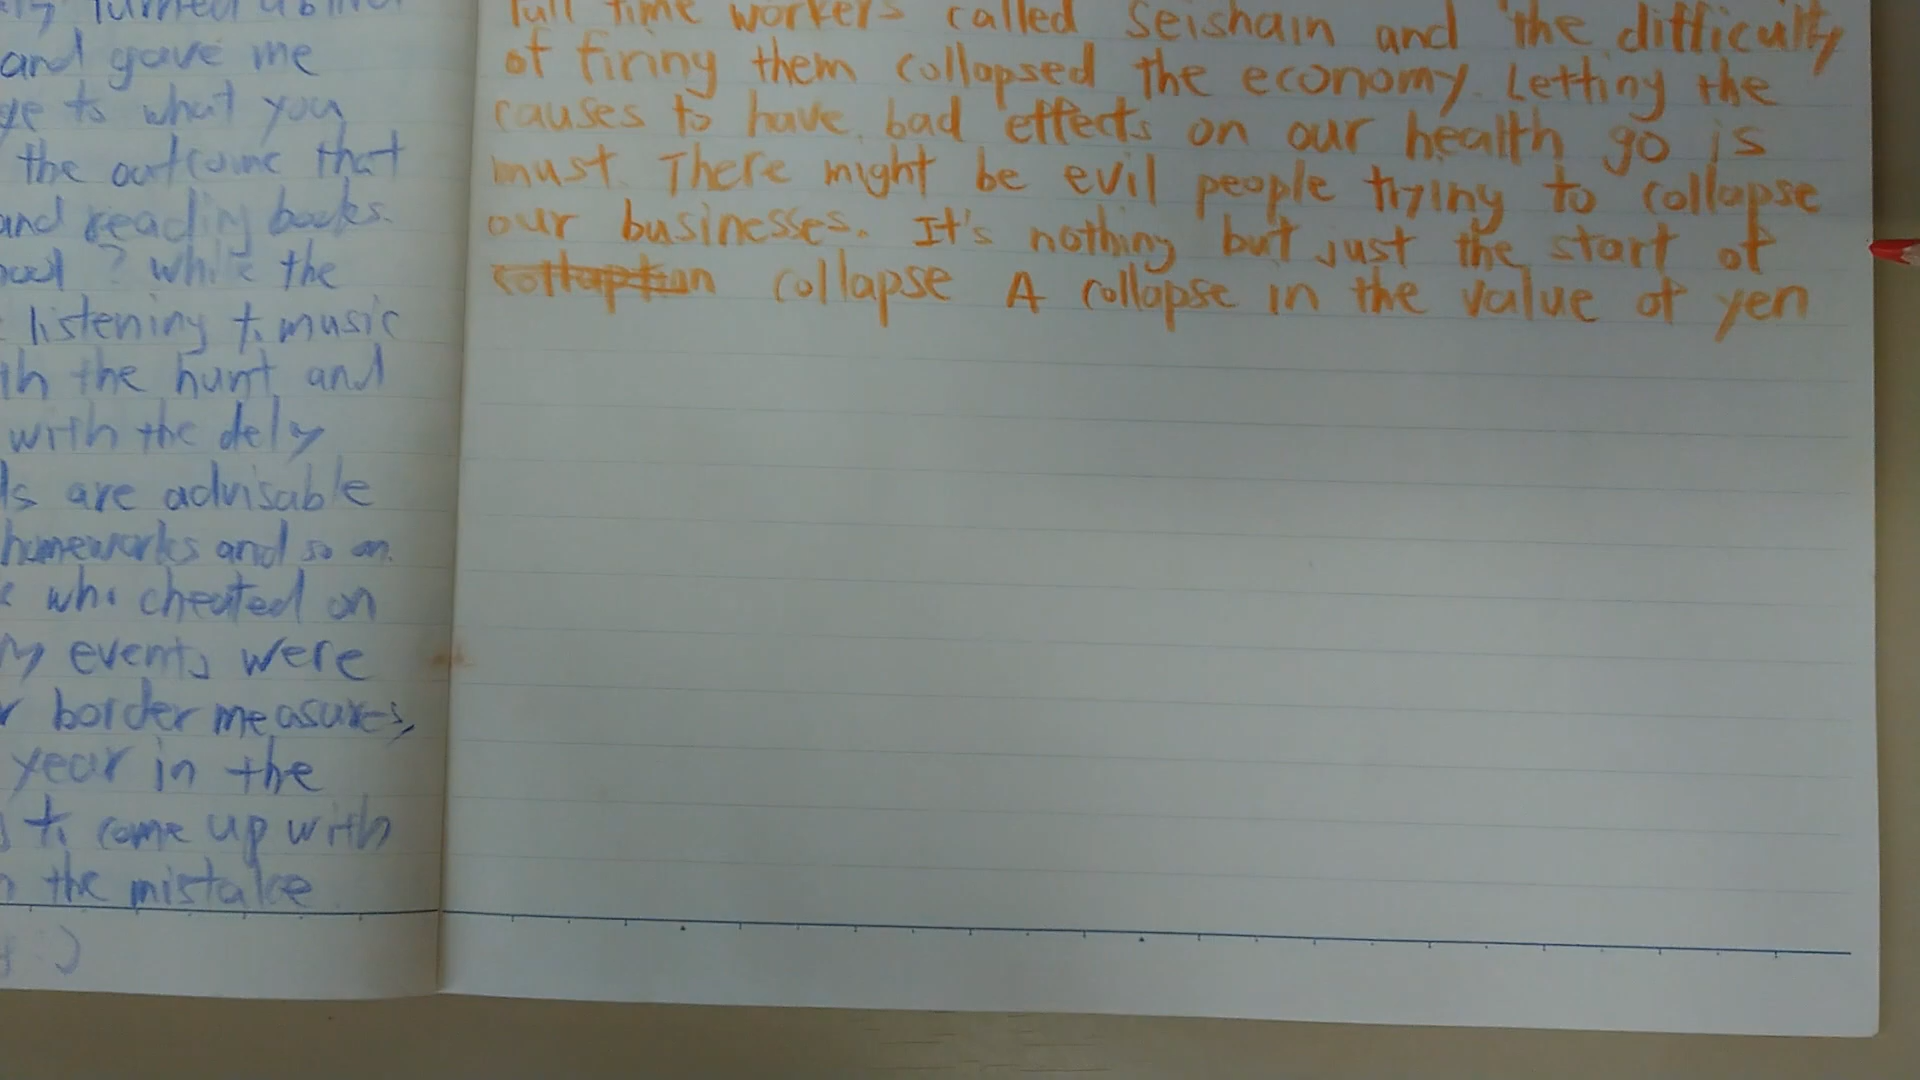 turned a blind
and gave me
ge to what you
the outcome that
and reading books.
? while the
listening to music
th the hunt and
with the dely
ls are advisable
homeworks and so on.
who cheated on
events were
r border measures,
year in the
to come up with
the mistake
full time workers called Seishain and the difficulty
of firiny them collapsed the economy. Letting the
causes to have bad effects on our health go is
must. There might be evil people trying to collapse
our businesses. It's nothing but just the start of
collapse A collapse in the value of yen